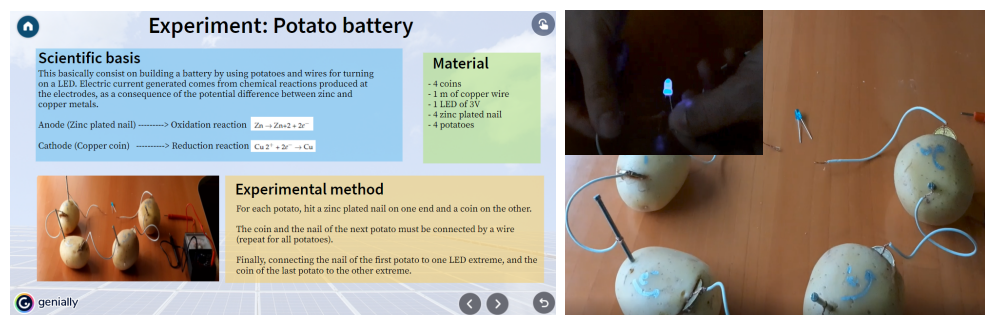 Experiment: Potato battery
Scientific basis
This basically consist on building a battery by using potatoes and wires for turning
on a LED. Electric current generated comes from chemical reactions produced at
the electrodes, as a consequence of the potential difference between zinc and
copper metals.
Anode (Zinc plated nail) --------> Oxidation reaction Zn → Zn+2 + 2e⁻
Cathode (Copper coin) --------> Reduction reaction Cu 2⁺ + 2e⁻ → Cu
Material
- 4 coins
- 1 m of copper wire
- 1 LED of 3V
- 4 zinc plated nail
- 4 potatoes
Experimental method
For each potato, hit a zinc plated nail on one end and a coin on the other.
The coin and the nail of the next potato must be connected by a wire
(repeat for all potatoes).
Finally, connecting the nail of the first potato to one LED extreme, and the
coin of the last potato to the other extreme.
genially